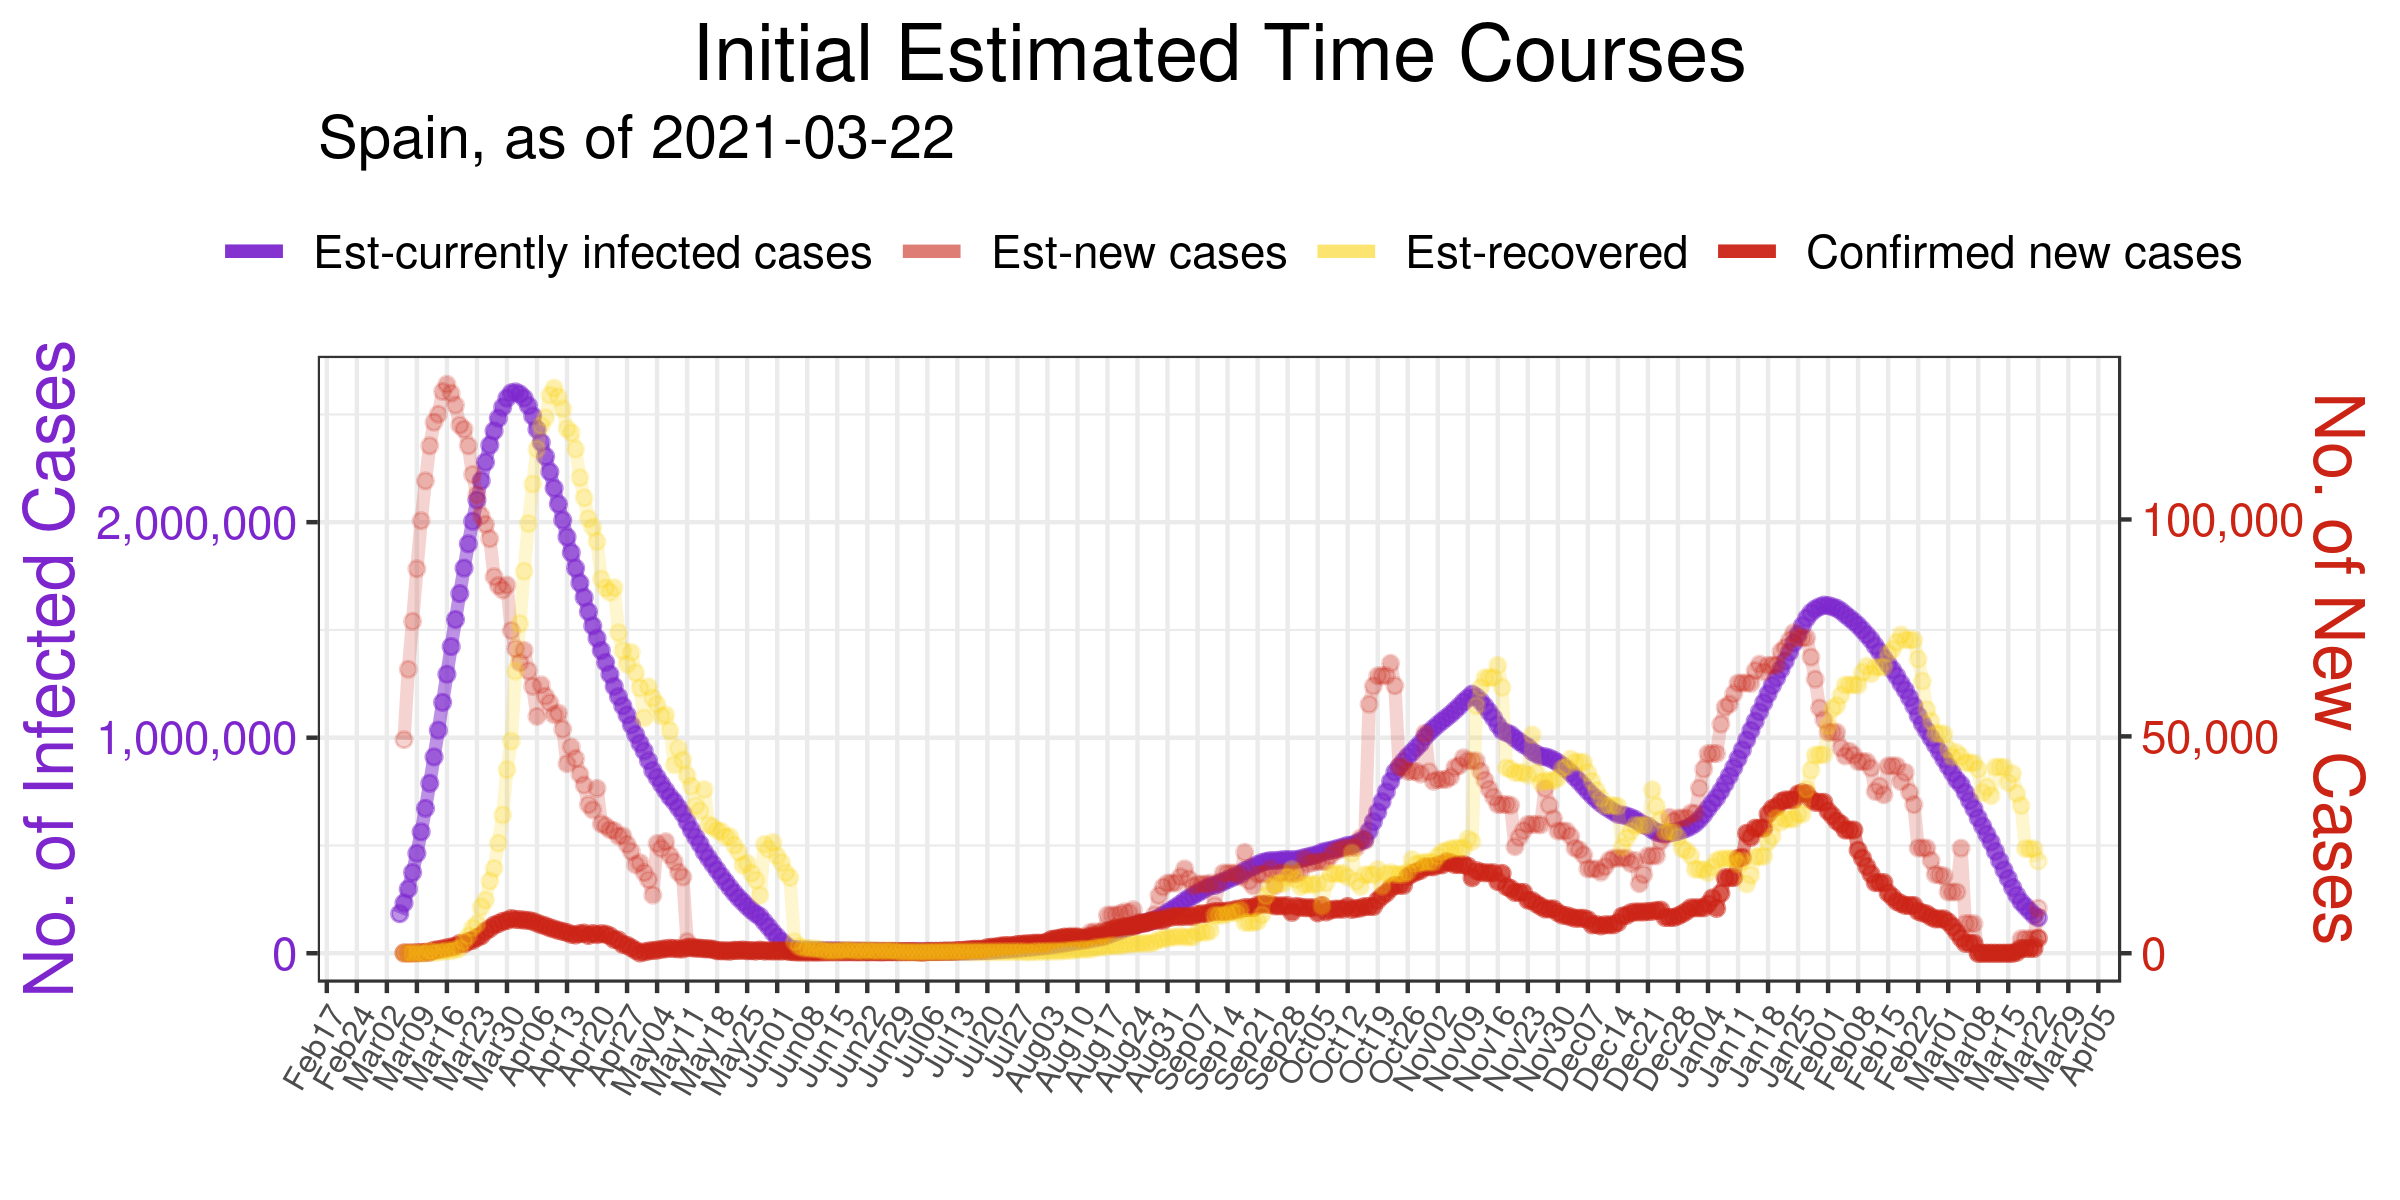 Initial Estimated Time Courses
Spain, as of 2021-03-22
Est-currently infected cases Est-new cases Est-recovered Confirmed new cases
No. of Infected Cases
2,000,000
1,000,000
0
100,000
50,000
0
No. of New Cases
Feb17 Feb24 Mar02 Mar09 Mar16 Mar23 Mar30 Apr06 Apr13 Apr20 Apr27 May04 May11 May18 May25 Jun01 Jun08 Jun15 Jun22 Jun29 Jul06 Jul13 Jul20 Jul27 Aug03 Aug10 Aug17 Aug24 Aug31 Sep07 Sep14 Sep21 Sep28 Oct05 Oct12 Oct19 Oct26 Nov02 Nov09 Nov16 Nov23 Nov30 Dec07 Dec14 Dec21 Dec28 Jan04 Jan11 Jan18 Jan25 Feb01 Feb08 Feb15 Feb22 Mar01 Mar08 Mar15 Mar22 Mar29 Apr05